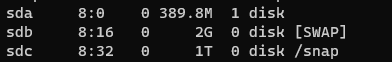 sda 8:0 0 389.8M 1 disk
sdb 8:16 0 2G 0 disk [SWAP]
sdc 8:32 0 1T 0 disk /snap